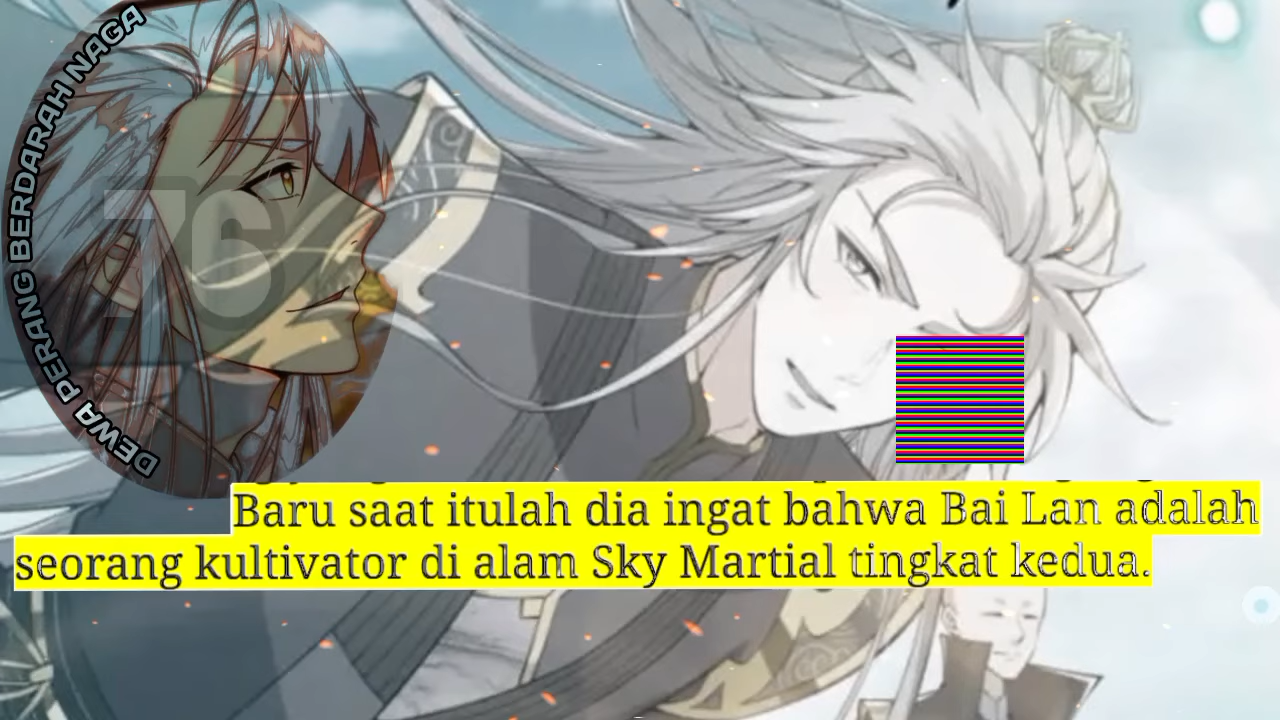 DEWA PERANG BERDARAH NAGA
76
Baru saat itulah dia ingat bahwa Bai Lan adalah
seorang kultivator di alam Sky Martial tingkat kedua.